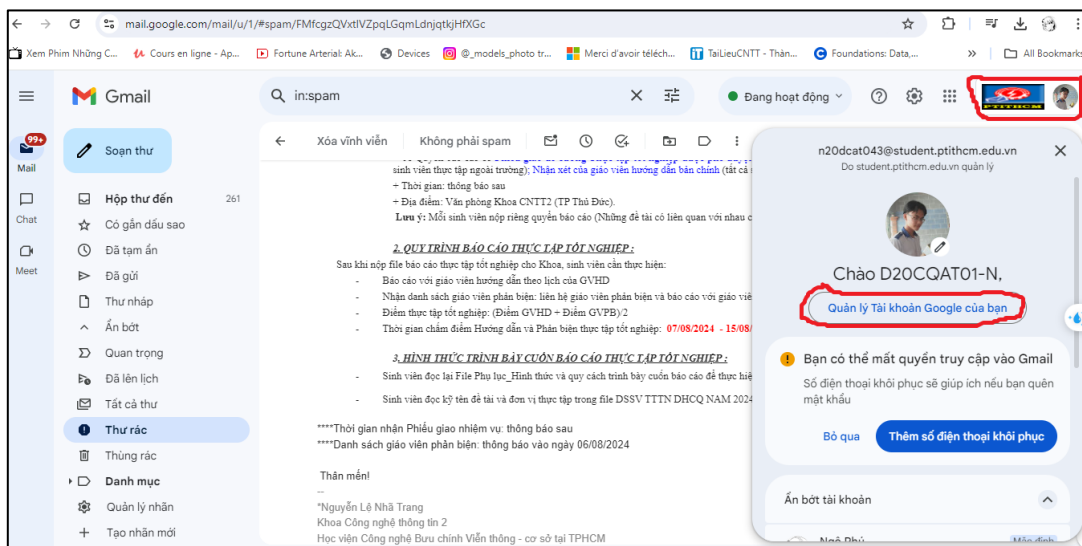 mail.google.com/mail/u/1/#spam/FMfcgzQVxtlVZpqLGqmLdnjqtkjHfXGc
Xem Phim Những C...
Cours en ligne - Ap...
Fortune Arterial: Ak...
Devices
@_models_photo tr...
Merci d'avoir téléch...
TaiLieuCNTT - Thàn...
Foundations: Data,...
»
All Bookmarks
Gmail
in:spam
Đang hoạt động
PTITHCM
99+
Mail
Chat
Meet
Soạn thư
Hộp thư đến 261
Có gắn dấu sao
Đã tạm ẩn
Đã gửi
Thư nháp
Ẩn bớt
Quan trọng
Đã lên lịch
Tất cả thư
Thư rác
Thùng rác
Danh mục
Quản lý nhãn
Tạo nhãn mới
Xóa vĩnh viễn
Không phải spam
sinh viên thực tập ngoài trường); Nhận xét của giáo viên hướng dẫn bản chính (tất cả
+ Thời gian: thông báo sau
+ Địa điểm: Văn phòng Khoa CNTT2 (TP Thủ Đức).
Lưu ý: Mỗi sinh viên nộp riêng quyển báo cáo (Những đề tài có liên quan với nhau
2. QUY TRÌNH BÁO CÁO THỰC TẬP TỐT NGHIỆP :
Sau khi nộp file báo cáo thực tập tốt nghiệp cho Khoa, sinh viên cần thực hiện:
- Báo cáo với giáo viên hướng dẫn theo lịch của GVHD
- Nhận danh sách giáo viên phản biện: liên hệ giáo viên phản biện và báo cáo với giáo
- Điểm thực tập tốt nghiệp: (Điểm GVHD + Điểm GVPB)/2
- Thời gian chấm điểm Hướng dẫn và Phản biện thực tập tốt nghiệp: 07/08/2024 - 15/08/
3. HÌNH THỨC TRÌNH BÀY CUỐN BÁO CÁO THỰC TẬP TỐT NGHIỆP :
- Sinh viên đọc lại File Phụ lục_Hình thức và quy cách trình bày cuốn báo cáo để thực
- Sinh viên đọc kỹ tên đề tài và đơn vị thực tập trong file DSSV TTTN DHCQ NAM 2024
****Thời gian nhận Phiếu giao nhiệm vụ: thông báo sau
****Danh sách giáo viên phản biện: thông báo vào ngày 06/08/2024
Thân mến!
--
*Nguyễn Lệ Nhã Trang
Khoa Công nghệ thông tin 2
Học viện Công nghệ Bưu chính Viễn thông - cơ sở tại TPHCM
n20dcat043@student.ptithcm.edu.vn
Do student.ptithcm.edu.vn quản lý
Chào D20CQAT01-N,
Quản lý Tài khoản Google của bạn
Bạn có thể mất quyền truy cập vào Gmail
Số điện thoại khôi phục sẽ giúp ích nếu bạn quên
mật khẩu
Bỏ qua
Thêm số điện thoại khôi phục
Ẩn bớt tài khoản
Ngô Phú
Mặc định